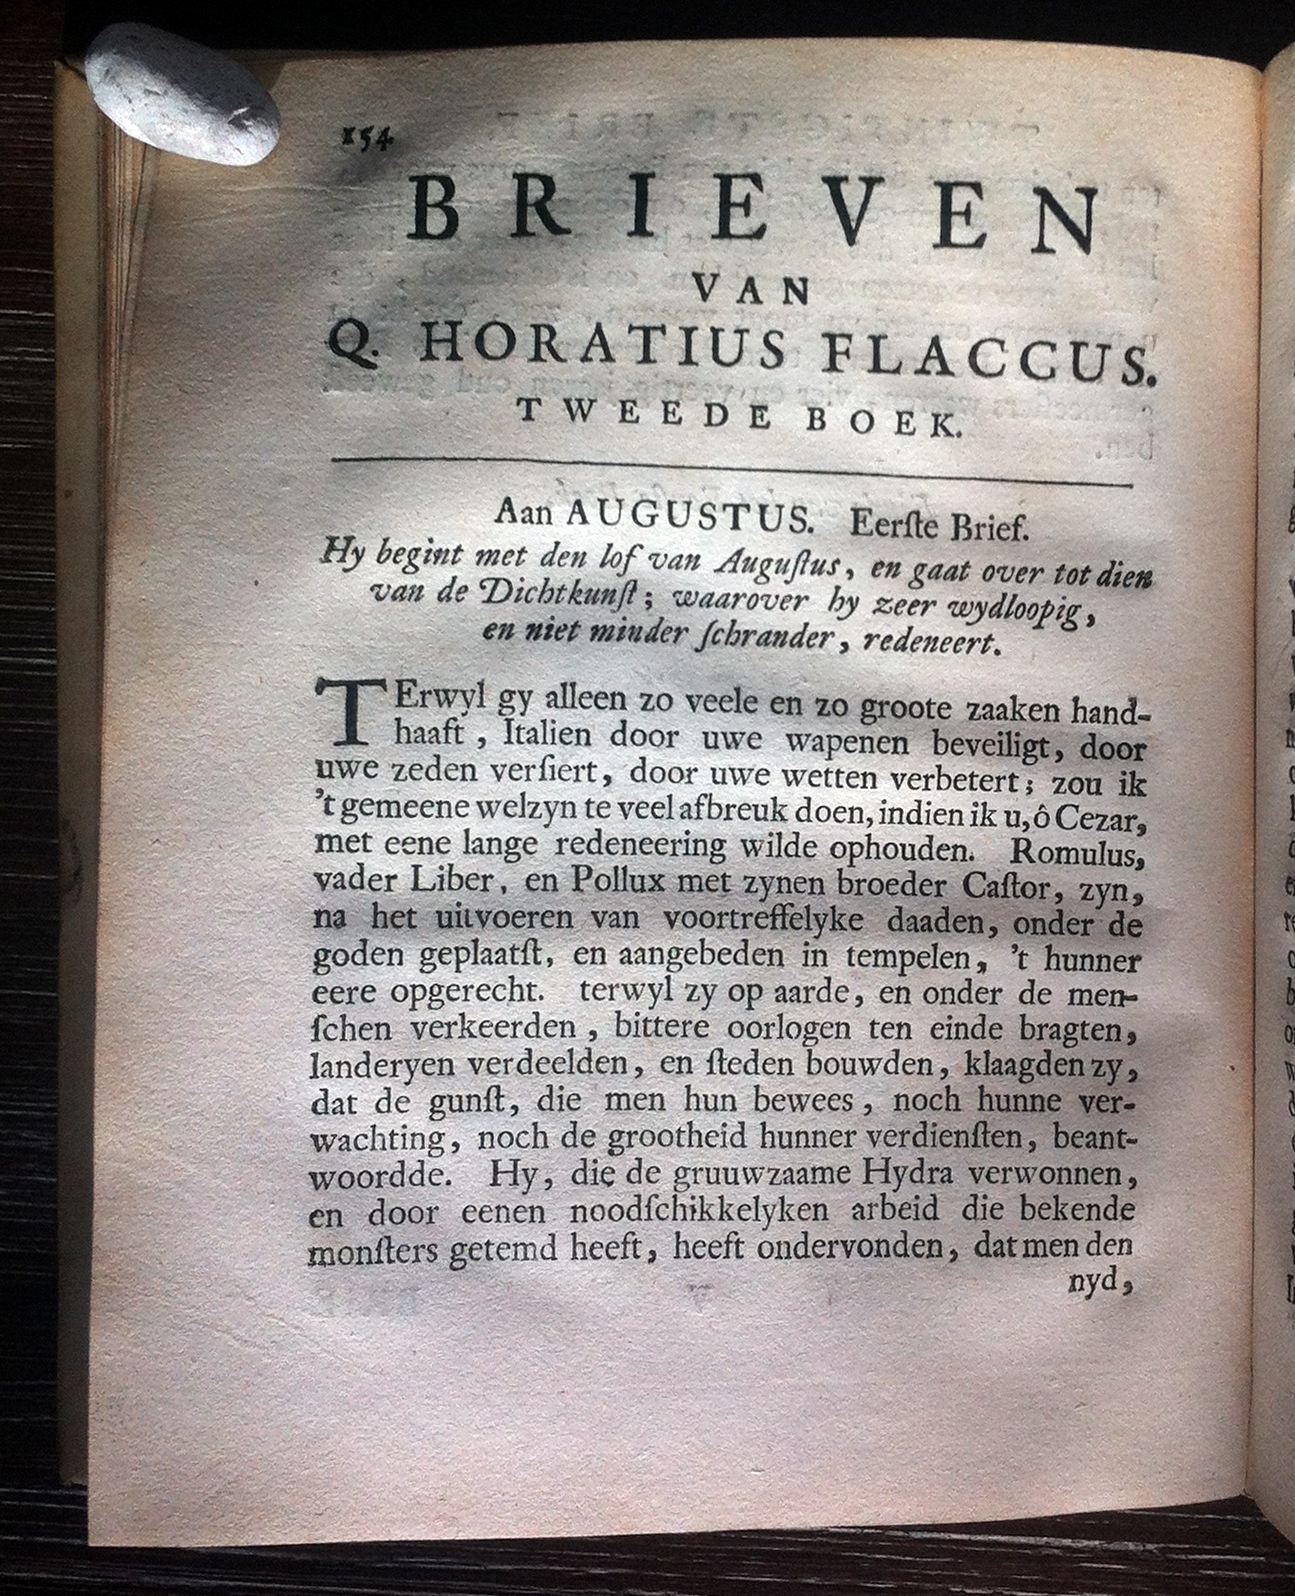 154
BRIEVEN
VAN
Q. HORATIUS FLACCUS.
TWEEDE BOEK.
Aan AUGUSTUS. Eerſte Brief.
Hy begint met den lof van Auguſtus, en gaat over tot dien
van de Dichtkunſt; waarover hy zeer wydloopig,
en niet minder ſchrander, redeneert.
TErwyl gy alleen zo veele en zo groote zaaken hand-
haaft, Italien door uwe wapenen beveiligt, door
uwe zeden verſiert, door uwe wetten verbetert; zou ik
't gemeene welzyn te veel afbreuk doen, indien ik u, ô Cezar,
met eene lange redeneering wilde ophouden. Romulus,
vader Liber, en Pollux met zynen broeder Caſtor, zyn,
na het uitvoeren van voortreffelyke daaden, onder de
goden geplaatſt, en aangebeden in tempelen, 't hunner
eere opgerecht. terwyl zy op aarde, en onder de men-
ſchen verkeerden, bittere oorlogen ten einde bragten,
landeryen verdeelden, en ſteden bouwden, klaagden zy,
dat de gunſt, die men hun bewees, noch hunne ver-
wachting, noch de grootheid hunner verdienſten, beant-
woordde. Hy, die de gruuwzaame Hydra verwonnen,
en door eenen noodſchikkelyken arbeid die bekende
monſters getemd heeft, heeft ondervonden, dat men den
nyd,